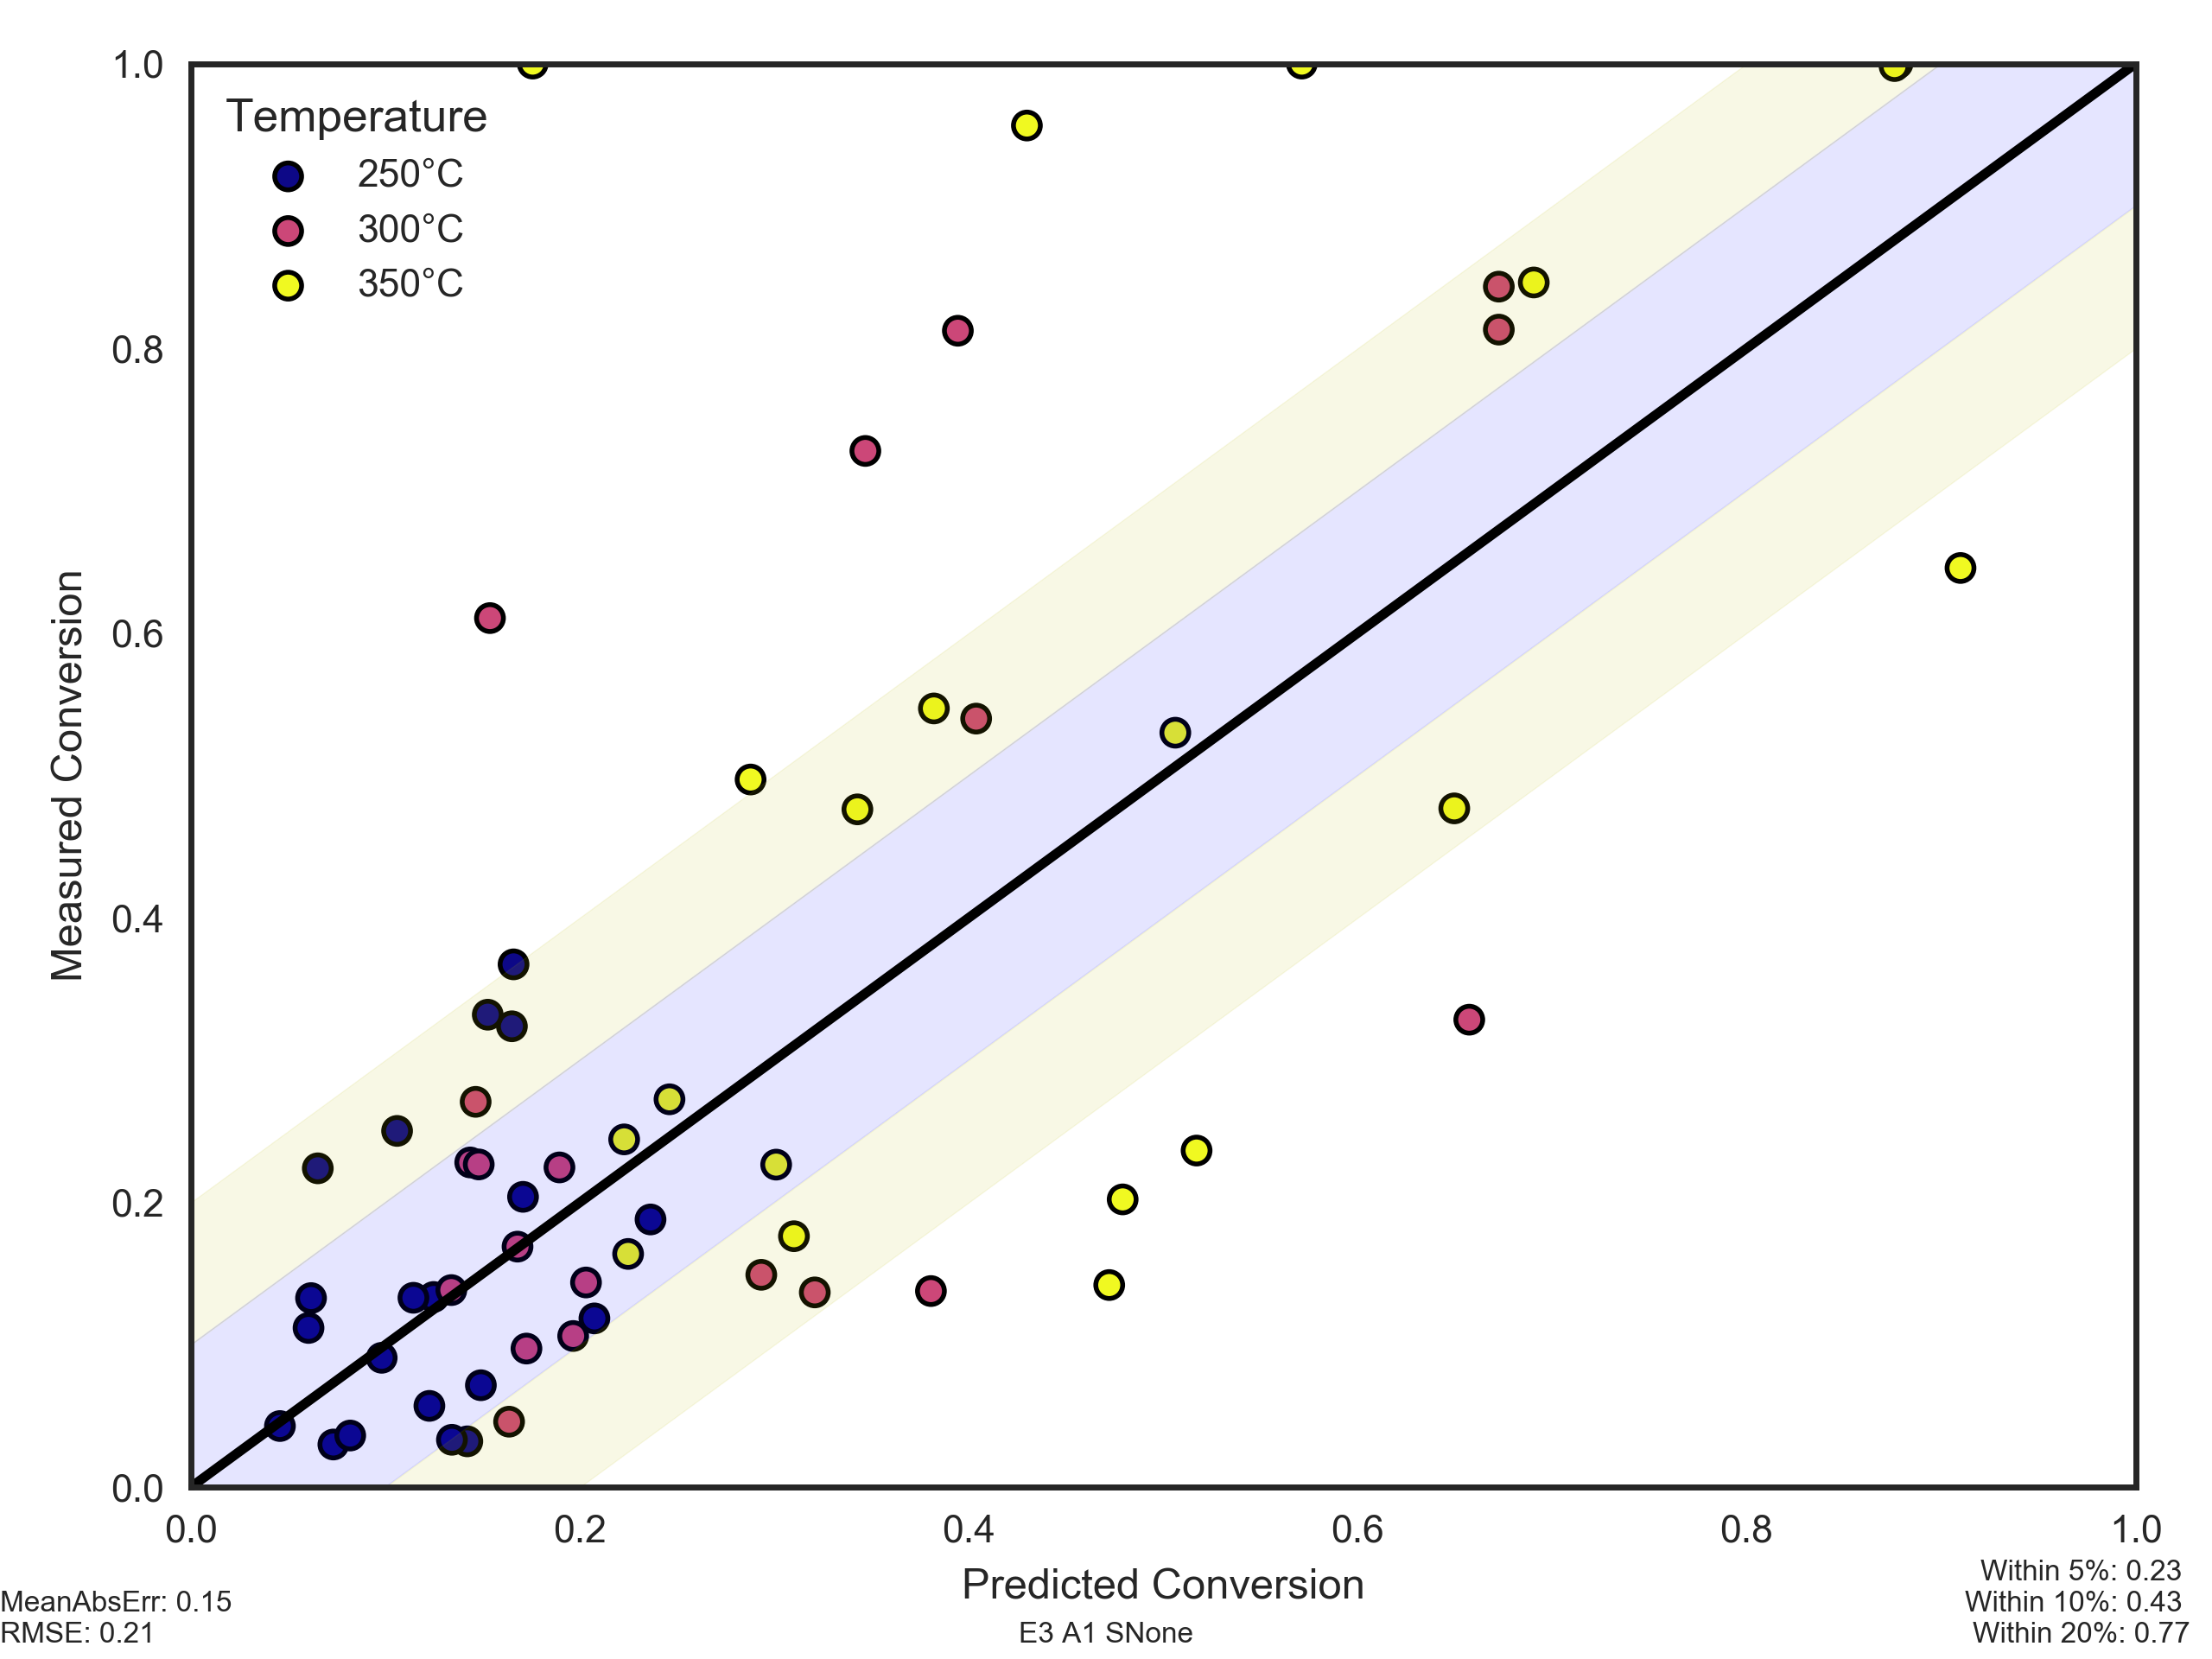 1.0
0.8
0.6
0.4
0.2
0.0
Measured Conversion
Temperature
250°C
300°C
350°C
0.0 0.2 0.4 0.6 0.8 1.0
Predicted Conversion
E3 A1 SNone
MeanAbsErr: 0.15
RMSE: 0.21
Within 5%: 0.23
Within 10%: 0.43
Within 20%: 0.77